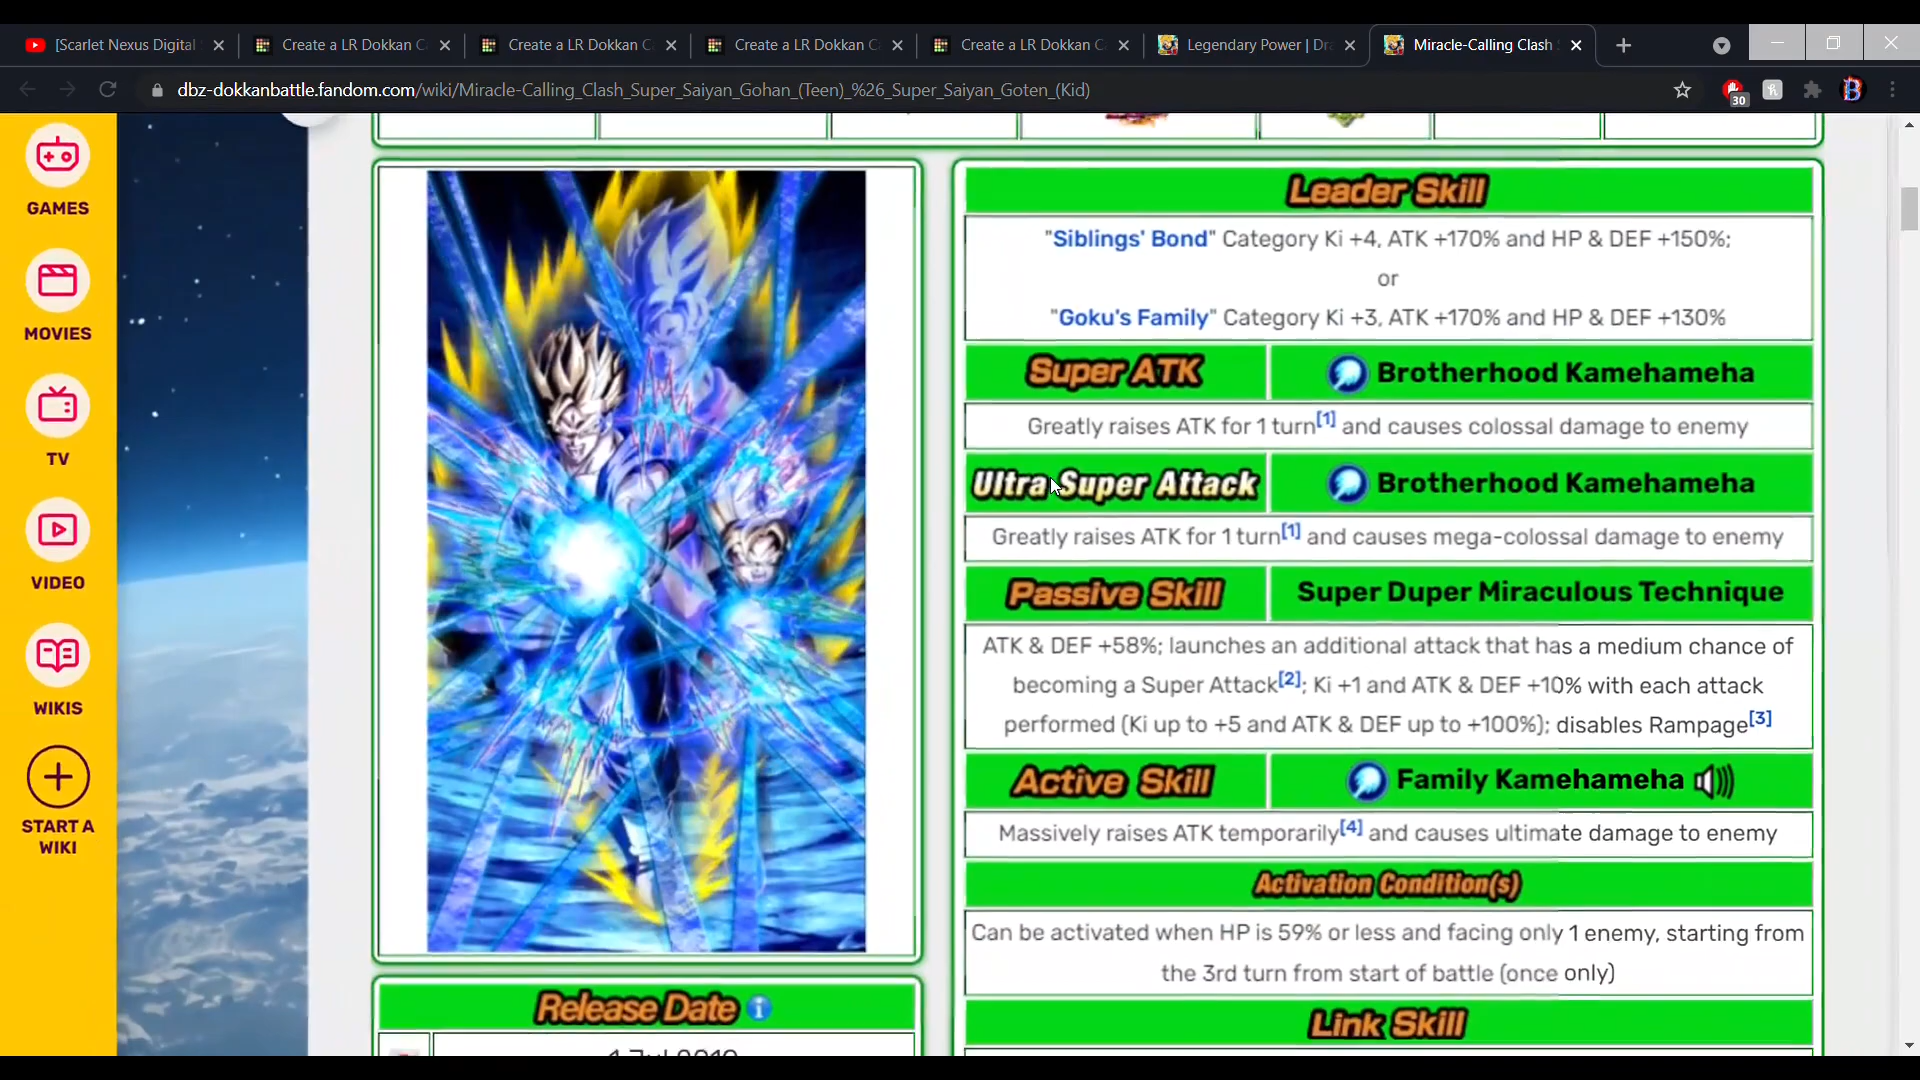 [Scarlet Nexus Digital
Create a LR Dokkan C
Create a LR Dokkan C
Create a LR Dokkan C
Create a LR Dokkan C
Legendary Power | Dra
Miracle-Calling Clash
dbz-dokkanbattle.fandom.com/wiki/Miracle-Calling_Clash_Super_Saiyan_Gohan_(Teen)_%26_Super_Saiyan_Goten_(Kid)
30
GAMES
MOVIES
TV
VIDEO
WIKIS
START A
WIKI
Leader Skill
"Siblings' Bond" Category Ki +4, ATK +170% and HP & DEF +150%;
or
"Goku's Family" Category Ki +3, ATK +170% and HP & DEF +130%
Super ATK
Brotherhood Kamehameha
Greatly raises ATK for 1 turn[1] and causes colossal damage to enemy
Ultra Super Attack
Brotherhood Kamehameha
Greatly raises ATK for 1 turn[1] and causes mega-colossal damage to enemy
Passive Skill
Super Duper Miraculous Technique
ATK & DEF +58%; launches an additional attack that has a medium chance of
becoming a Super Attack[2]; Ki +1 and ATK & DEF +10% with each attack
performed (Ki up to +5 and ATK & DEF up to +100%); disables Rampage[3]
Active Skill
Family Kamehameha
Massively raises ATK temporarily[4] and causes ultimate damage to enemy
Activation Condition(s)
Can be activated when HP is 59% or less and facing only 1 enemy, starting from
the 3rd turn from start of battle (once only)
Link Skill
Release Date